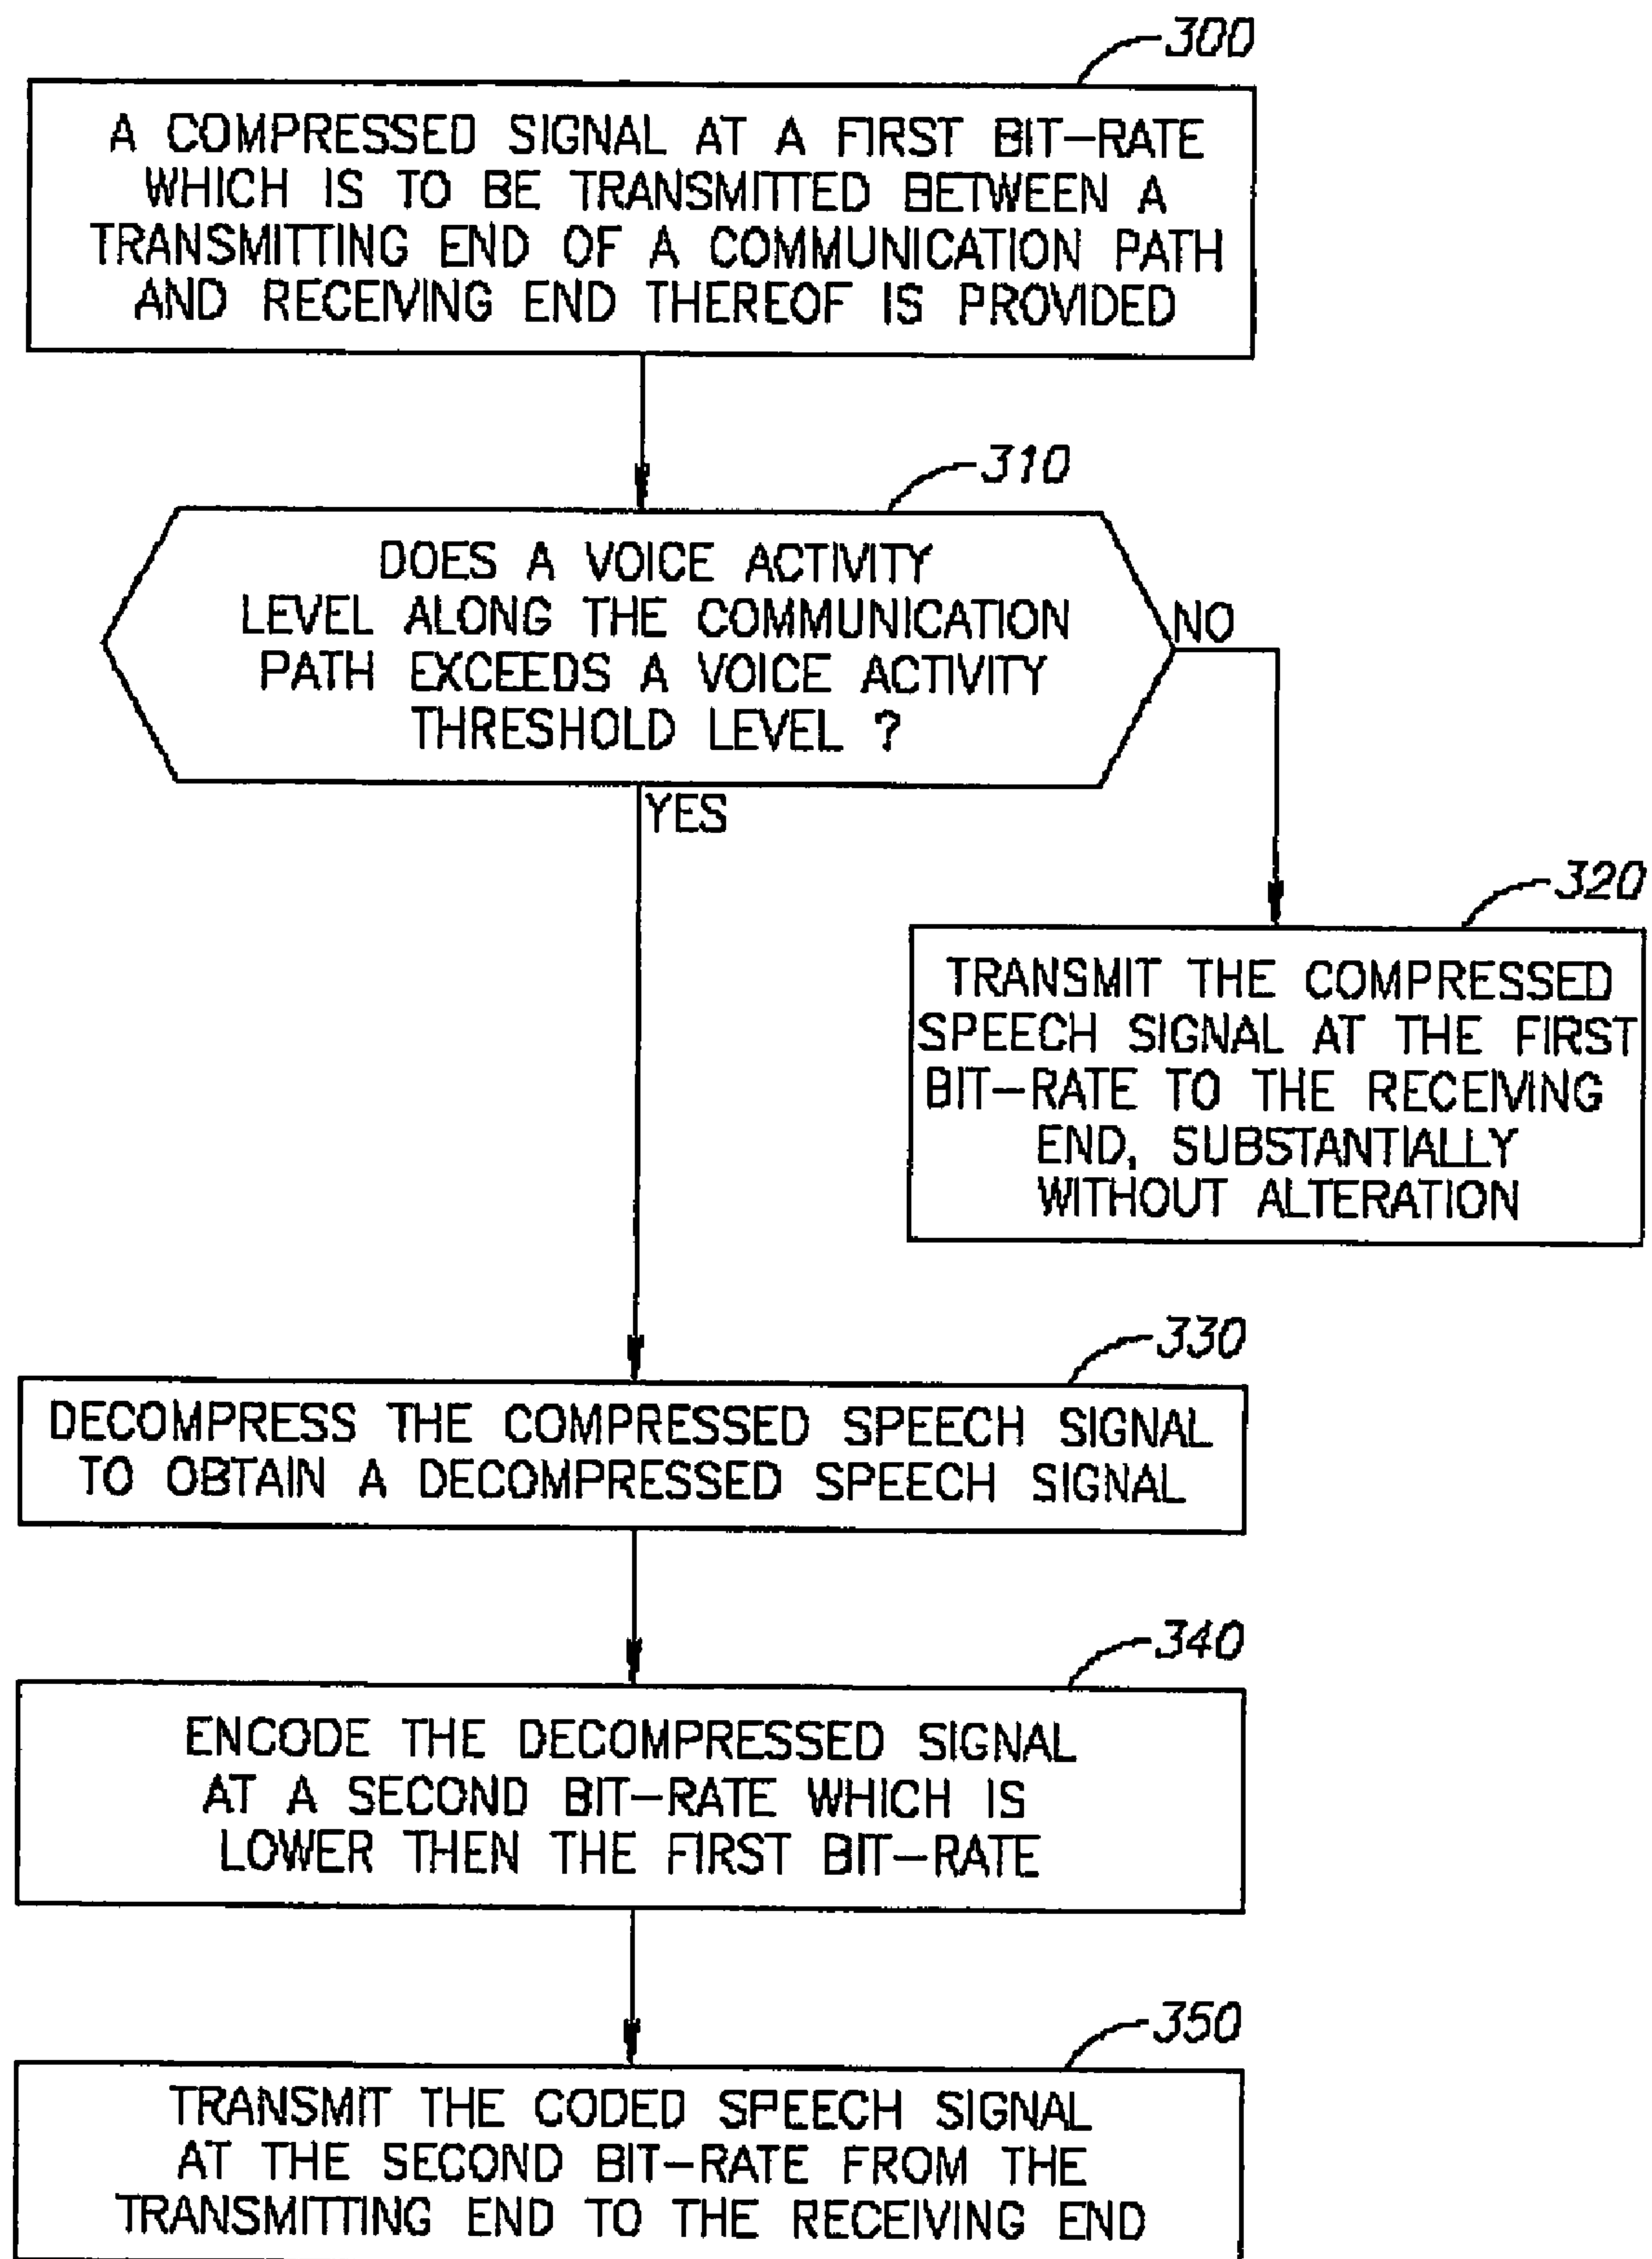 300
A COMPRESSED SIGNAL AT A FIRST BIT-RATE
WHICH IS TO BE TRANSMITTED BETWEEN A
TRANSMITTING END OF A COMMUNICATION PATH
AND RECEIVING END THEREOF IS PROVIDED
310
DOES A VOICE ACTIVITY
LEVEL ALONG THE COMMUNICATION
PATH EXCEEDS A VOICE ACTIVITY
THRESHOLD LEVEL ?
NO
YES
320
TRANSMIT THE COMPRESSED
SPEECH SIGNAL AT THE FIRST
BIT-RATE TO THE RECEIVING
END, SUBSTANTIALLY
WITHOUT ALTERATION
330
DECOMPRESS THE COMPRESSED SPEECH SIGNAL
TO OBTAIN A DECOMPRESSED SPEECH SIGNAL
340
ENCODE THE DECOMPRESSED SIGNAL
AT A SECOND BIT-RATE WHICH IS
LOWER THEN THE FIRST BIT-RATE
350
TRANSMIT THE CODED SPEECH SIGNAL
AT THE SECOND BIT-RATE FROM THE
TRANSMITTING END TO THE RECEIVING END